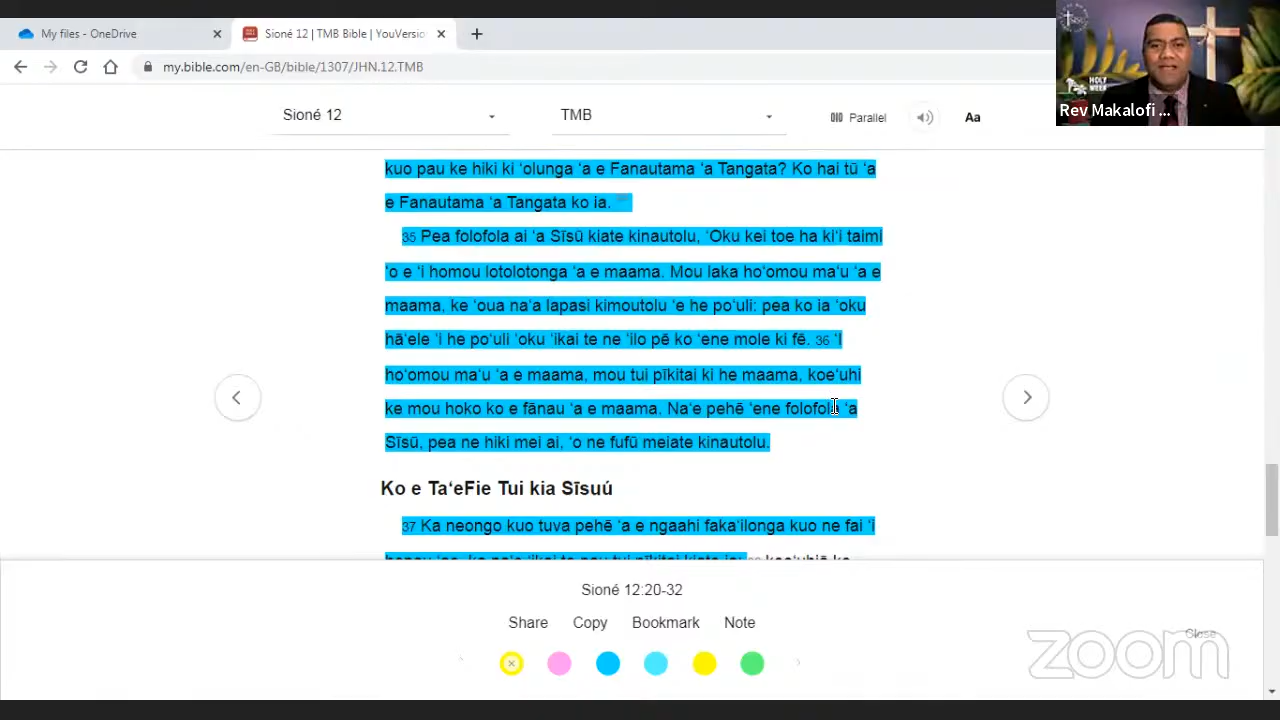 My files - OneDrive
Sioné 12 | TMB Bible | YouVersio
my.bible.com/en-GB/bible/1307/JHN.12.TMB
HOLY
WEEK
Rev Makalofi ...
Sioné 12
TMB
Parallel
Aa
kuo pau ke hiki ki ʻolunga ʻa e Fanautama ʻa Tangata? Ko hai tū ʻa
e Fanautama ʻa Tangata ko ia.
35 Pea folofola ai ʻa Sīsū kiate kinautolu, ʻOku kei toe ha kiʻi taimi
ʻo e ʻi homou lotolotonga ʻa e maama. Mou laka hoʻomou maʻu ʻa e
maama, ke ʻoua naʻa lapasi kimoutolu ʻe he poʻuli: pea ko ia ʻoku
hāʻele ʻi he poʻuli ʻoku ʻikai te ne ʻilo pē ko ʻene mole ki fē. 36 ʻI
hoʻomou maʻu ʻa e maama, mou tui pīkitai ki he maama, koeʻuhi
ke mou hoko ko e fānau ʻa e maama. Naʻe pehē ʻene folofola ʻa
Sīsū, pea ne hiki mei ai, ʻo ne fufū meiate kinautolu.
Ko e TaʻeFie Tui kia Sīsuú
37 Ka neongo kuo tuva pehē ʻa e ngaahi fakaʻilonga kuo ne fai ʻi
Sioné 12:20-32
Share Copy Bookmark Note
Close
zoom